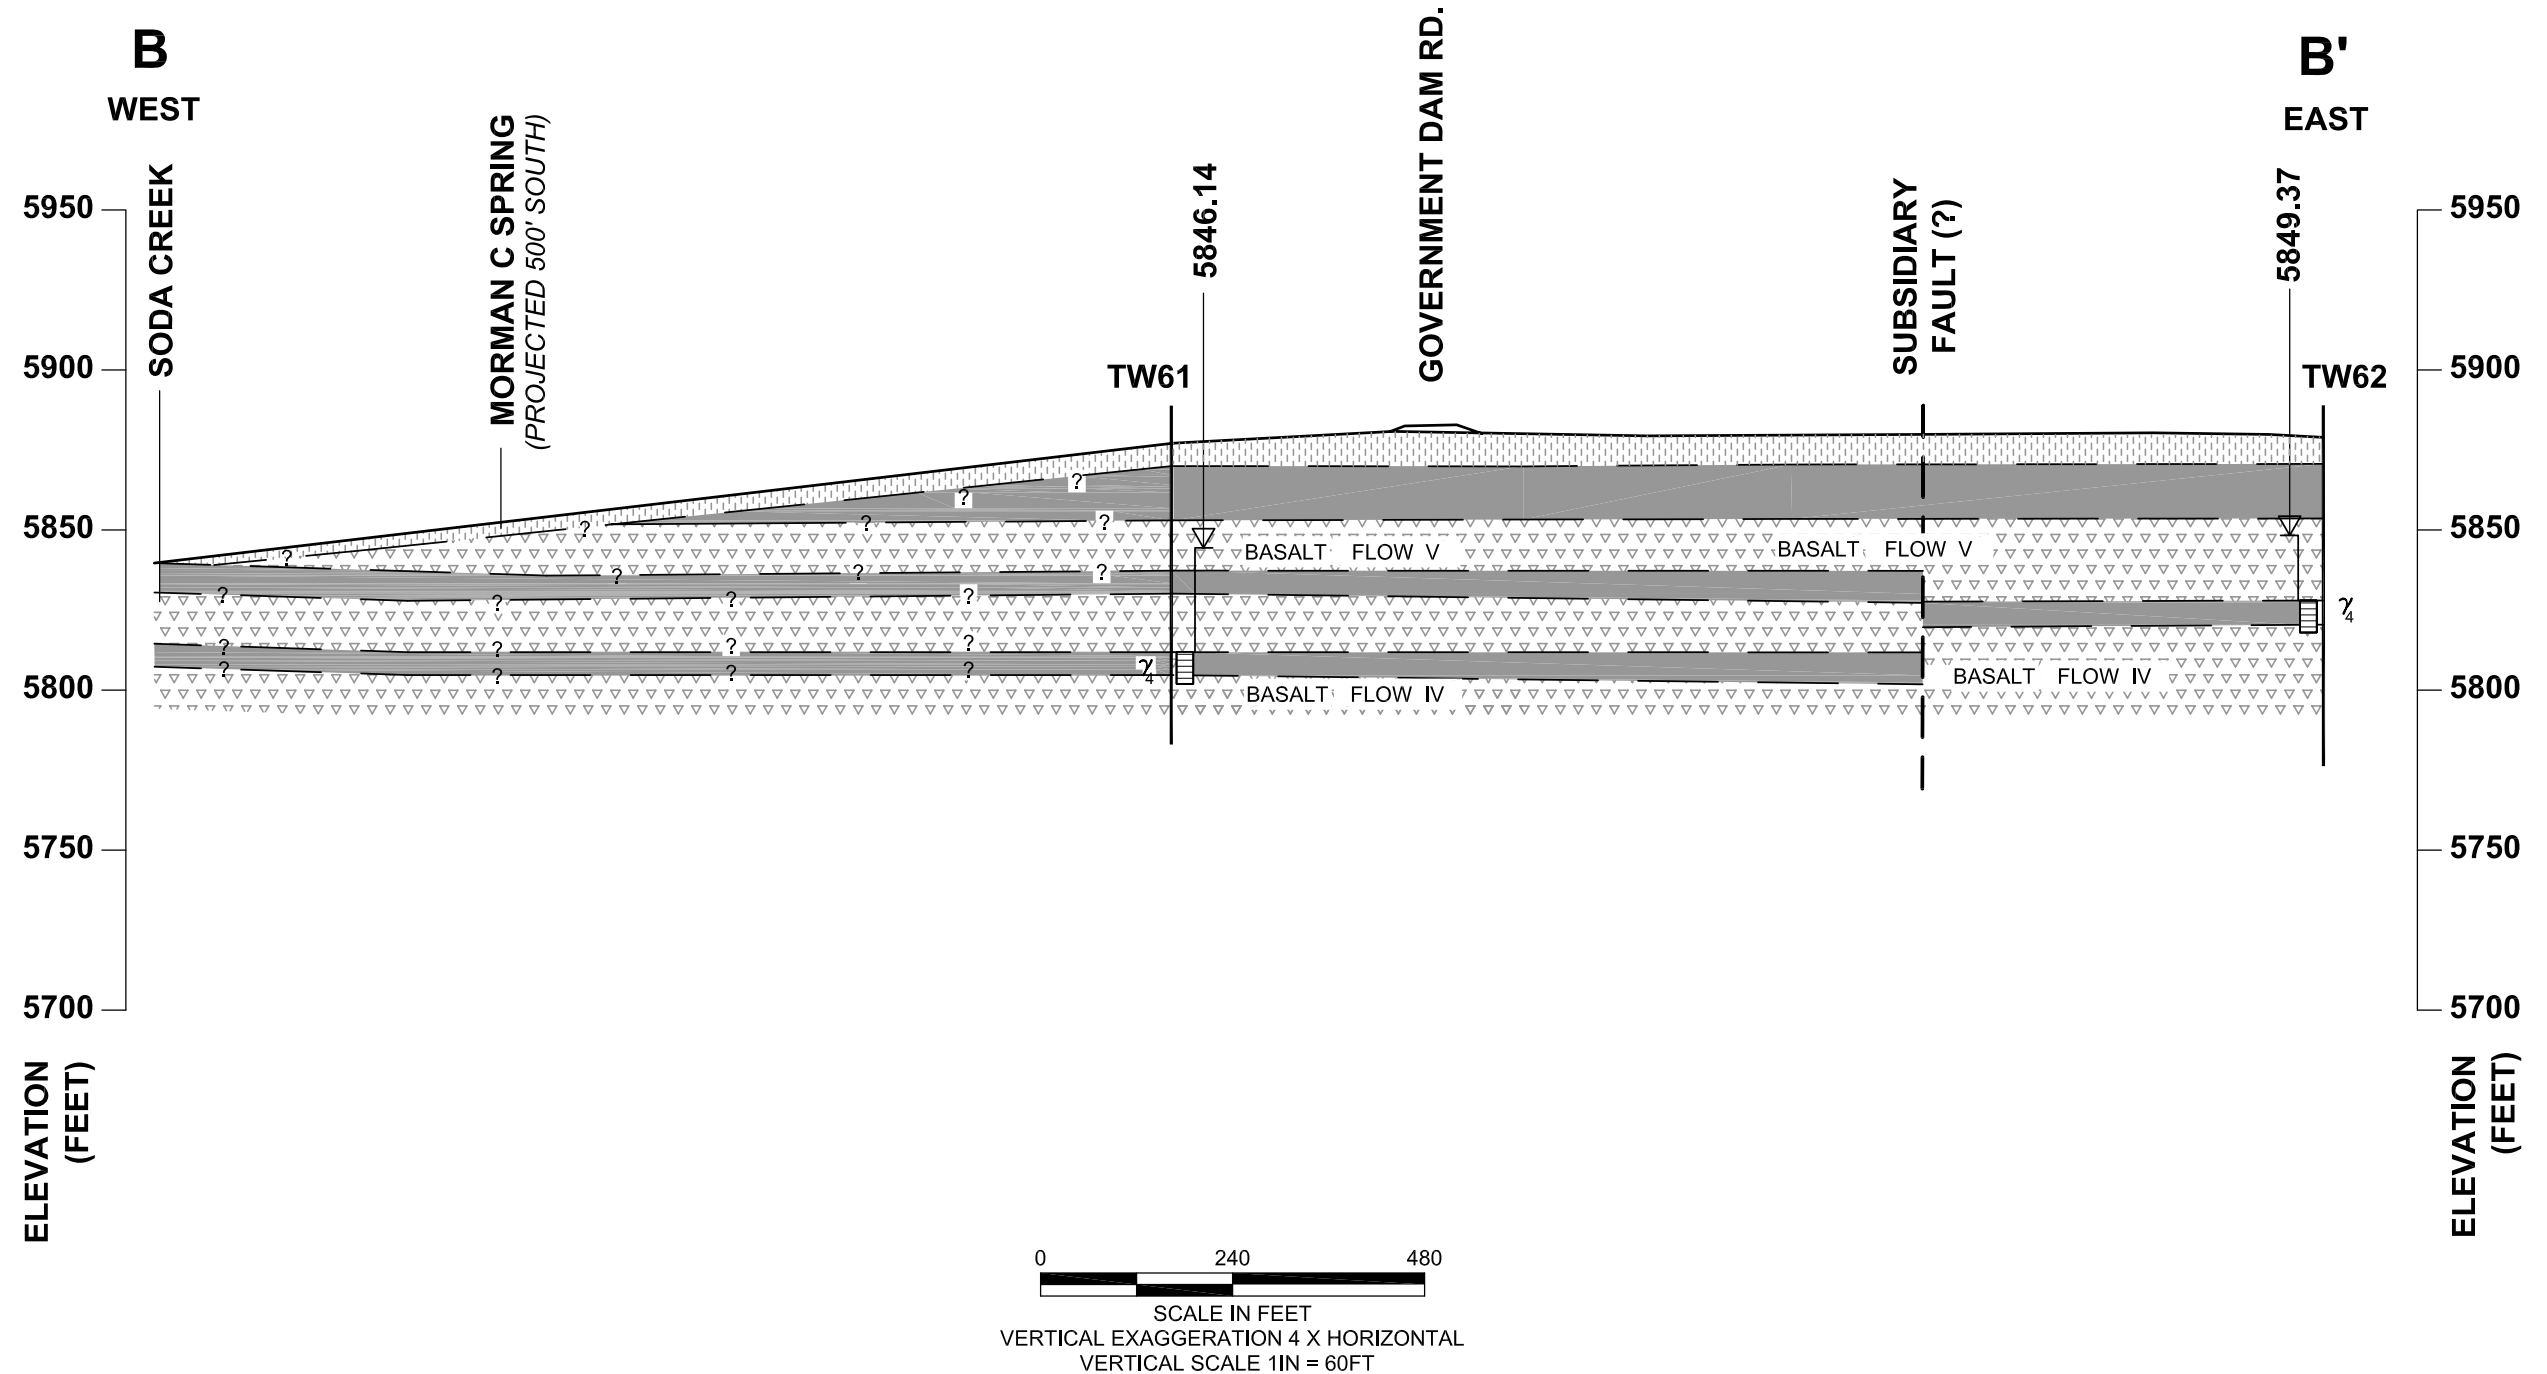 B
WEST
SODA CREEK
MORMAN C SPRING
(PROJECTED 500' SOUTH)
5846.14
GOVERNMENT DAM RD.
SUBSIDIARY
FAULT (?)
B'
EAST
5849.37
TW61
TW62
5950
5900
5850
5800
5750
5700
ELEVATION
(FEET)
5950
5900
5850
5800
5750
5700
ELEVATION
(FEET)
? ? ? ?
? ? ?
? ? ?
? ? ? ?
? ? ? ?
? ? ? ?
BASALT FLOW V
BASALT FLOW V
BASALT FLOW IV
BASALT FLOW IV
γ4
γ4
0 240 480
SCALE IN FEET
VERTICAL EXAGGERATION 4 X HORIZONTAL
VERTICAL SCALE 1IN = 60FT